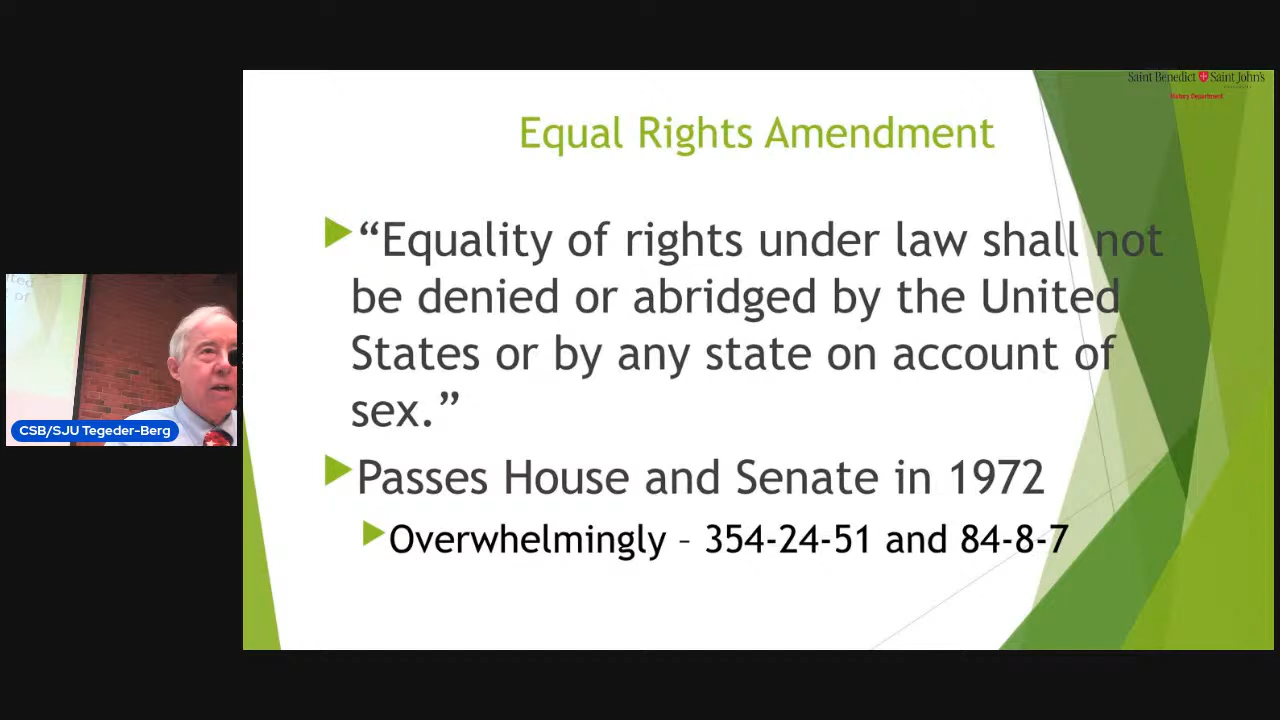 Saint Benedict Saint John's
History Department
Equal Rights Amendment
“Equality of rights under law shall not
be denied or abridged by the United
States or by any state on account of
sex.”
Passes House and Senate in 1972
Overwhelmingly – 354-24-51 and 84-8-7
CSB/SJU Tegeder-Berg